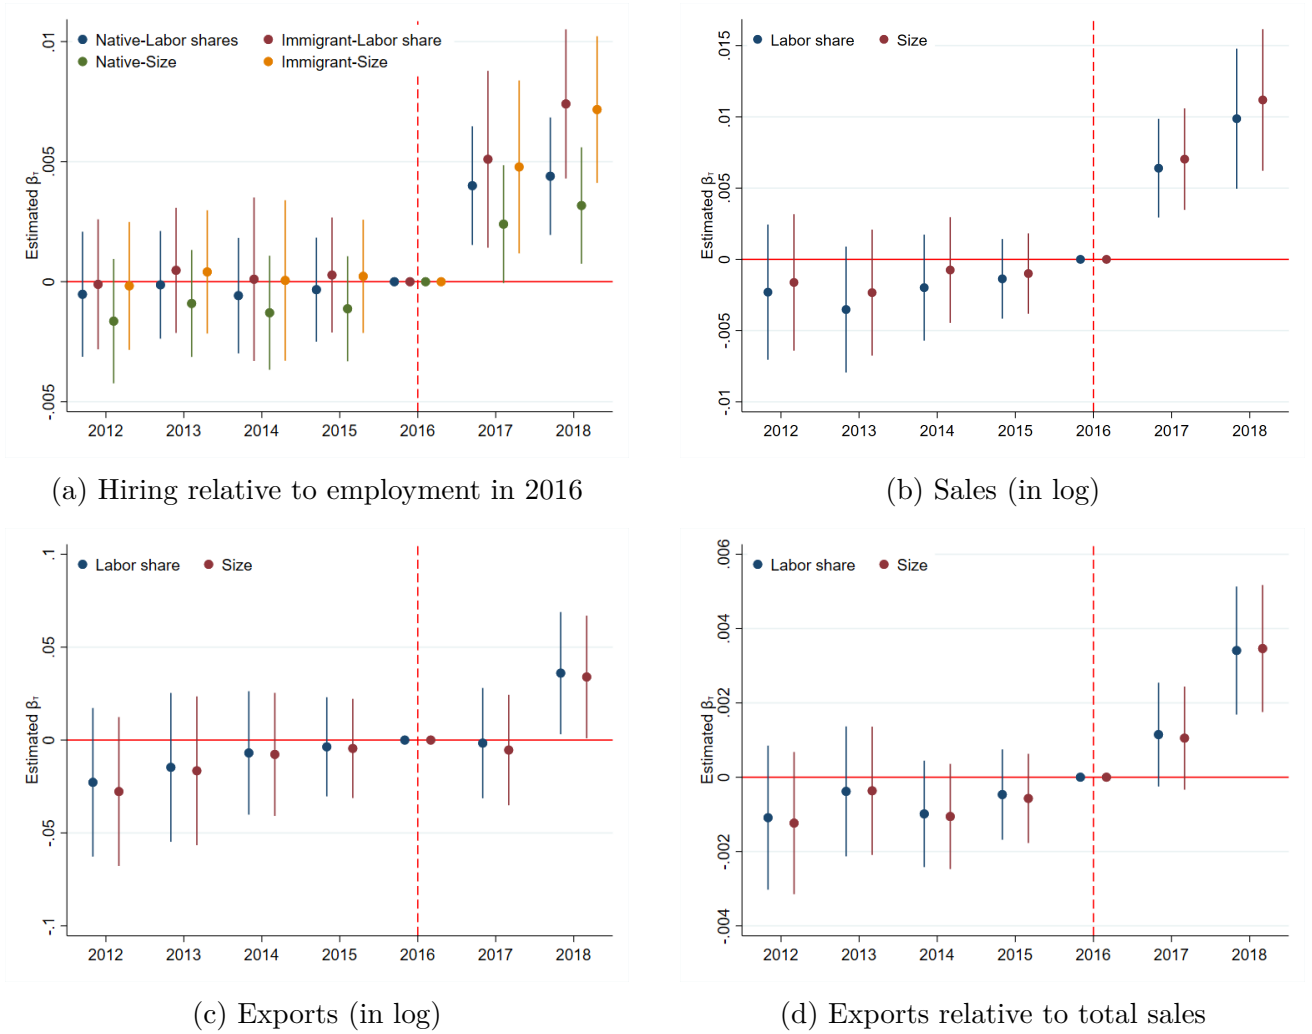 Native-Labor shares Immigrant-Labor share
Native-Size Immigrant-Size
Estimated βτ
.01
.005
0
-.005
2012 2013 2014 2015 2016 2017 2018
(a) Hiring relative to employment in 2016
Labor share Size
Estimated βτ
.015
.01
.005
0
-.005
-.01
2012 2013 2014 2015 2016 2017 2018
(b) Sales (in log)
Labor share Size
Estimated βτ
.1
.05
0
-.05
-.1
2012 2013 2014 2015 2016 2017 2018
(c) Exports (in log)
Labor share Size
Estimated βτ
.006
.004
.002
0
-.002
-.004
2012 2013 2014 2015 2016 2017 2018
(d) Exports relative to total sales